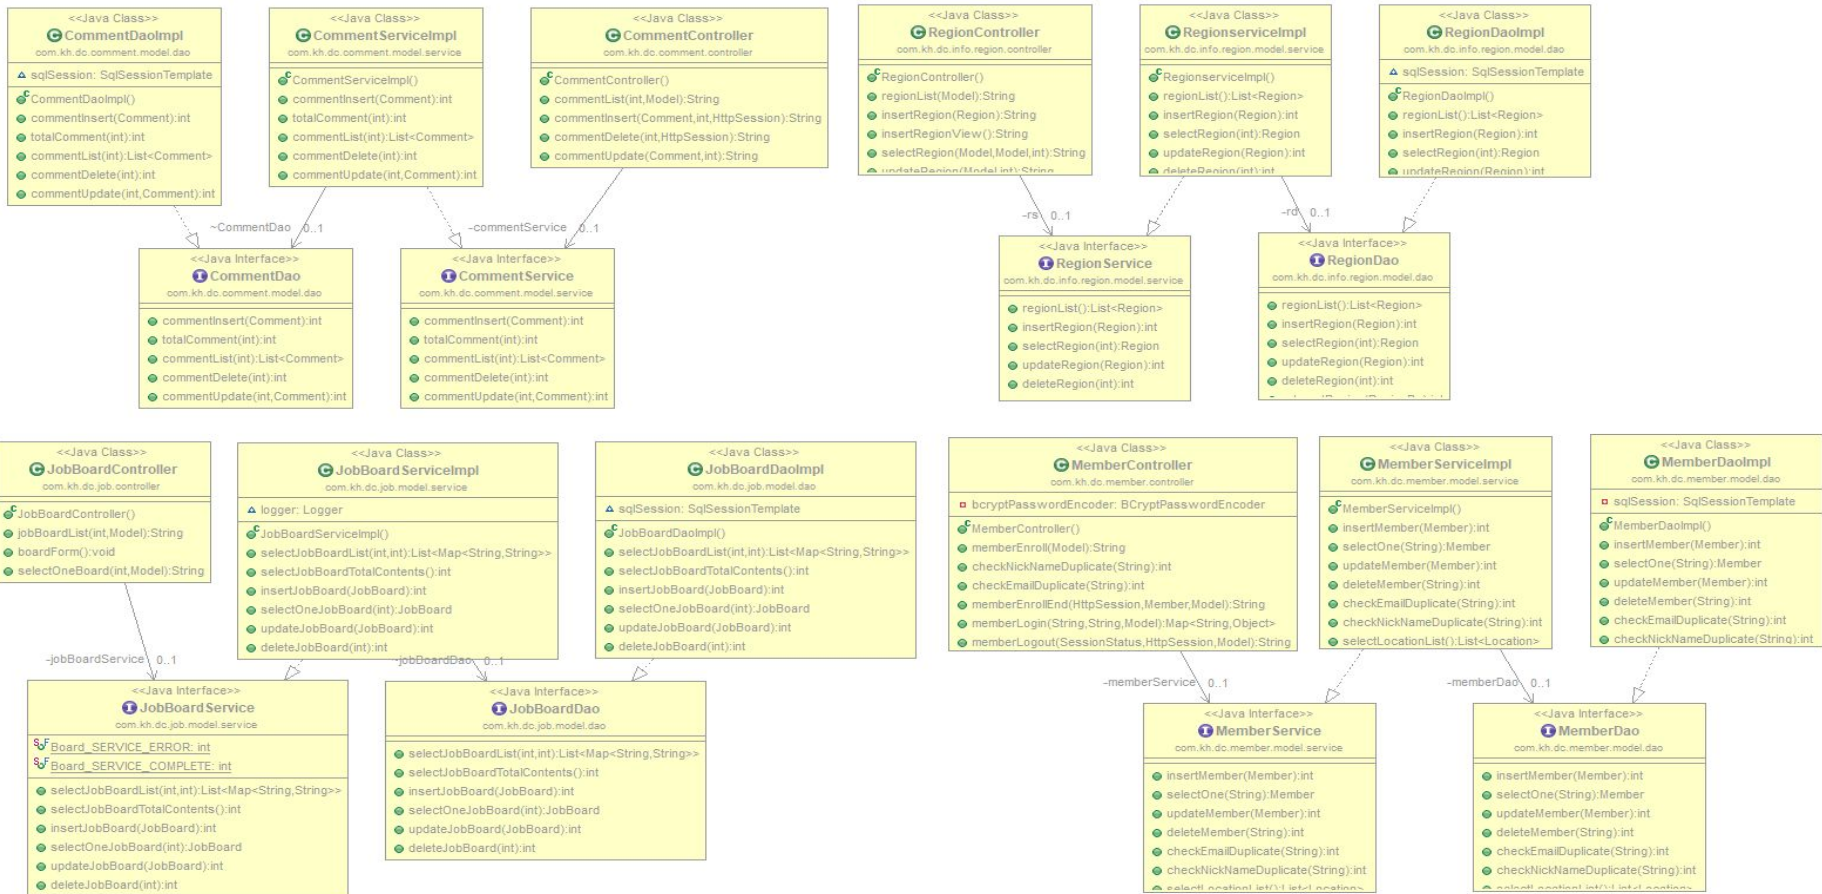 <<Java Class>>
CommentDaoImpl
com.kh.dc.comment.model.dao
sqlSession: SqlSessionTemplate
CommentDaoImpl()
commentInsert(Comment):int
totalComment(int):int
commentList(int):List<Comment>
commentDelete(int):int
commentUpdate(int,Comment):int
<<Java Class>>
CommentServiceImpl
com.kh.dc.comment.model.service
CommentServiceImpl()
commentInsert(Comment):int
totalComment(int):int
commentList(int):List<Comment>
commentDelete(int):int
commentUpdate(int,Comment):int
<<Java Class>>
CommentController
com.kh.dc.comment.controller
CommentController()
commentList(int,Model):String
commentInsert(Comment,int,HttpSession):String
commentDelete(int,HttpSession):String
commentUpdate(Comment,int):String
~CommentDao 0..1
-commentService 0..1
<<Java Interface>>
CommentDao
com.kh.dc.comment.model.dao
commentInsert(Comment):int
totalComment(int):int
commentList(int):List<Comment>
commentDelete(int):int
commentUpdate(int,Comment):int
<<Java Interface>>
CommentService
com.kh.dc.comment.model.service
commentInsert(Comment):int
totalComment(int):int
commentList(int):List<Comment>
commentDelete(int):int
commentUpdate(int,Comment):int
<<Java Class>>
RegionController
com.kh.dc.info.region.controller
RegionController()
regionList(Model):String
insertRegion(Region):String
insertRegionView():String
selectRegion(Model,Model,int):String
updateRegion(Model,int):String
<<Java Class>>
RegionserviceImpl
com.kh.dc.info.region.model.service
RegionserviceImpl()
regionList():List<Region>
insertRegion(Region):int
selectRegion(int):Region
updateRegion(Region):int
deleteRegion(int):int
<<Java Class>>
RegionDaoImpl
com.kh.dc.info.region.model.dao
sqlSession: SqlSessionTemplate
RegionDaoImpl()
regionList():List<Region>
insertRegion(Region):int
selectRegion(int):Region
updateRegion(Region):int
-rs 0..1
-rd 0..1
<<Java Interface>>
RegionService
com.kh.dc.info.region.model.service
regionList():List<Region>
insertRegion(Region):int
selectRegion(int):Region
updateRegion(Region):int
deleteRegion(int):int
<<Java Interface>>
RegionDao
com.kh.dc.info.region.model.dao
regionList():List<Region>
insertRegion(Region):int
selectRegion(int):Region
updateRegion(Region):int
deleteRegion(int):int
<<Java Class>>
JobBoardController
com.kh.dc.job.controller
JobBoardController()
jobBoardList(int,Model):String
boardForm():void
selectOneBoard(int,Model):String
<<Java Class>>
JobBoardServiceImpl
com.kh.dc.job.model.service
logger: Logger
JobBoardServiceImpl()
selectJobBoardList(int,int):List<Map<String,String>>
selectJobBoardTotalContents():int
insertJobBoard(JobBoard):int
selectOneJobBoard(int):JobBoard
updateJobBoard(JobBoard):int
deleteJobBoard(int):int
<<Java Class>>
JobBoardDaoImpl
com.kh.dc.job.model.dao
sqlSession: SqlSessionTemplate
JobBoardDaoImpl()
selectJobBoardList(int,int):List<Map<String,String>>
selectJobBoardTotalContents():int
insertJobBoard(JobBoard):int
selectOneJobBoard(int):JobBoard
updateJobBoard(JobBoard):int
deleteJobBoard(int):int
-jobBoardService 0..1
-jobBoardDao 0..1
<<Java Interface>>
JobBoardService
com.kh.dc.job.model.service
Board_SERVICE_ERROR: int
Board_SERVICE_COMPLETE: int
selectJobBoardList(int,int):List<Map<String,String>>
selectJobBoardTotalContents():int
insertJobBoard(JobBoard):int
selectOneJobBoard(int):JobBoard
updateJobBoard(JobBoard):int
deleteJobBoard(int):int
<<Java Interface>>
JobBoardDao
com.kh.dc.job.model.dao
selectJobBoardList(int,int):List<Map<String,String>>
selectJobBoardTotalContents():int
insertJobBoard(JobBoard):int
selectOneJobBoard(int):JobBoard
updateJobBoard(JobBoard):int
deleteJobBoard(int):int
<<Java Class>>
MemberController
com.kh.dc.member.controller
bcryptPasswordEncoder: BCryptPasswordEncoder
MemberController()
memberEnroll(Model):String
checkNickNameDuplicate(String):int
checkEmailDuplicate(String):int
memberEnrollEnd(HttpSession,Member,Model):String
memberLogin(String,String,Model):Map<String,Object>
memberLogout(SessionStatus,HttpSession,Model):String
<<Java Class>>
MemberServiceImpl
com.kh.dc.member.model.service
MemberServiceImpl()
insertMember(Member):int
selectOne(String):Member
updateMember(Member):int
deleteMember(String):int
checkEmailDuplicate(String):int
checkNickNameDuplicate(String):int
selectLocationList():List<Location>
<<Java Class>>
MemberDaoImpl
com.kh.dc.member.model.dao
sqlSession: SqlSessionTemplate
MemberDaoImpl()
insertMember(Member):int
selectOne(String):Member
updateMember(Member):int
deleteMember(String):int
checkEmailDuplicate(String):int
checkNickNameDuplicate(String):int
-memberService 0..1
-memberDao 0..1
<<Java Interface>>
MemberService
com.kh.dc.member.model.service
insertMember(Member):int
selectOne(String):Member
updateMember(Member):int
deleteMember(String):int
checkEmailDuplicate(String):int
checkNickNameDuplicate(String):int
selectLocationList():List<Location>
<<Java Interface>>
MemberDao
com.kh.dc.member.model.dao
insertMember(Member):int
selectOne(String):Member
updateMember(Member):int
deleteMember(String):int
checkEmailDuplicate(String):int
checkNickNameDuplicate(String):int
selectLocationList():List<Location>